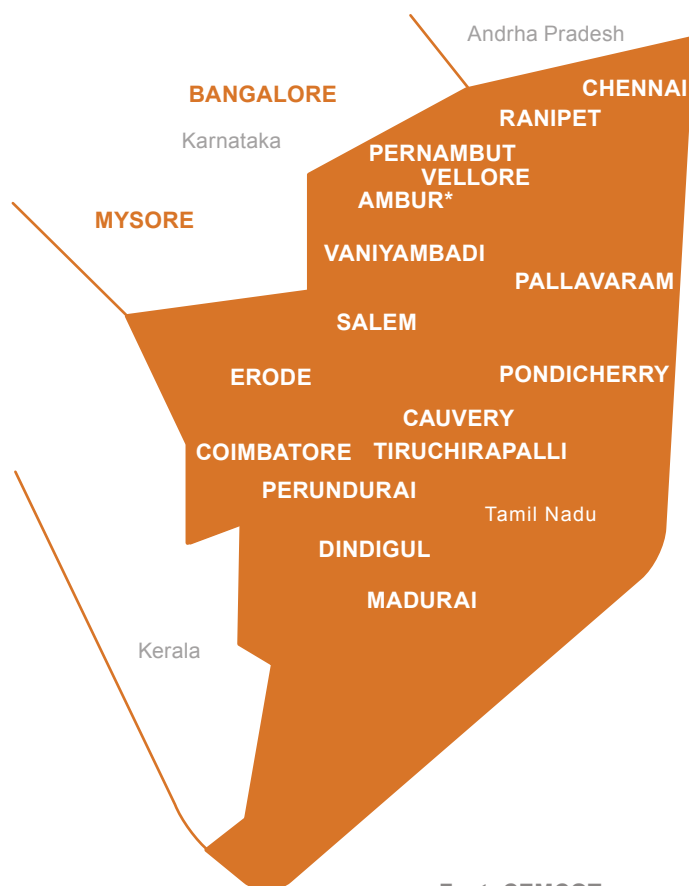 Andrha Pradesh
CHENNAI
BANGALORE
RANIPET
Karnataka
PERNAMBUT
VELLORE
AMBUR*
MYSORE
VANIYAMBADI
PALLAVARAM
SALEM
ERODE
PONDICHERRY
CAUVERY
COIMBATORE
TIRUCHIRAPALLI
PERUNDURAI
Tamil Nadu
DINDIGUL
MADURAI
Kerala